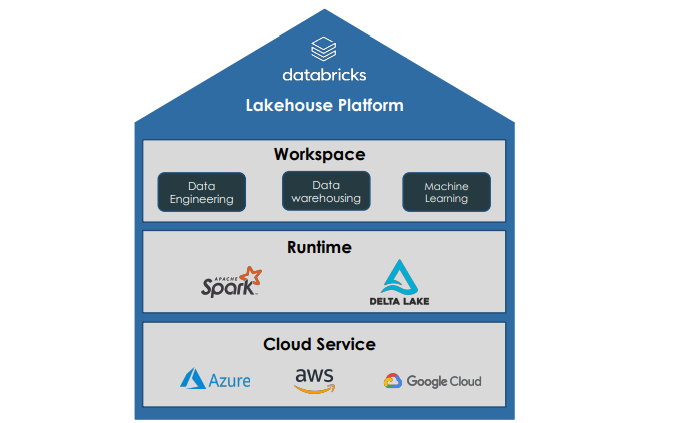 databricks
Lakehouse Platform
Workspace
Data
Engineering
Data
warehousing
Machine
Learning
Runtime
APACHE
Spark™
DELTA LAKE
Cloud Service
Azure
aws
Google Cloud